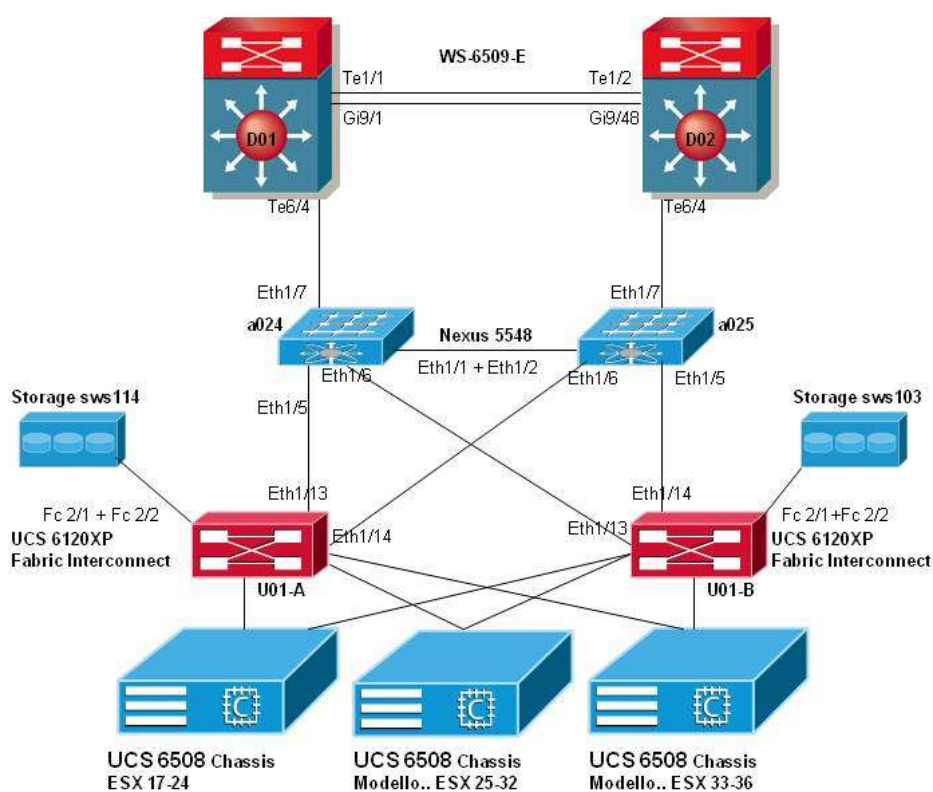 WS-6509-E
Te1/1
Te1/2
Gi9/1
Gi9/48
D01
D02
Te6/4
Te6/4
Eth1/7
Eth1/7
a024
a025
Nexus 5548
Eth1/1 + Eth1/2
Eth1/6
Eth1/6
Eth1/5
Eth1/5
Storage sws114
Storage sws103
Eth1/13
Eth1/14
Fc 2/1 + Fc 2/2
Eth1/14
Eth1/13
Fc 2/1+Fc 2/2
UCS 6120XP
Fabric Interconnect
UCS 6120XP
Fabric Interconnect
U01-A
U01-B
C
C
C
UCS 6508 Chassis
ESX 17-24
UCS 6508 Chassis
Modello.. ESX 25-32
UCS 6508 Chassis
Modello.. ESX 33-36